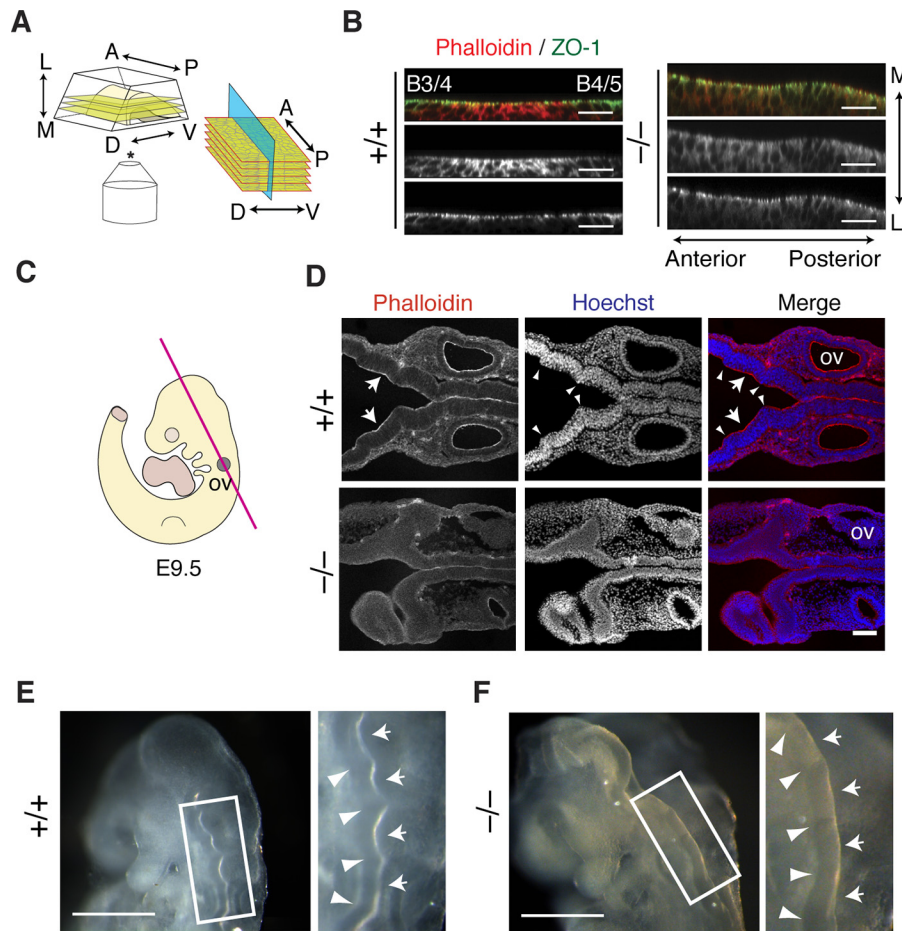 A
A
L
P
M
V
D
*
A
P
D
V
B
Phalloidin / ZO-1
B3/4
B4/5
+/+
–/–
M
L
Anterior
Posterior
C
ov
E9.5
D
Phalloidin
Hoechst
Merge
+/+
ov
–/–
ov
E
+/+
F
–/–